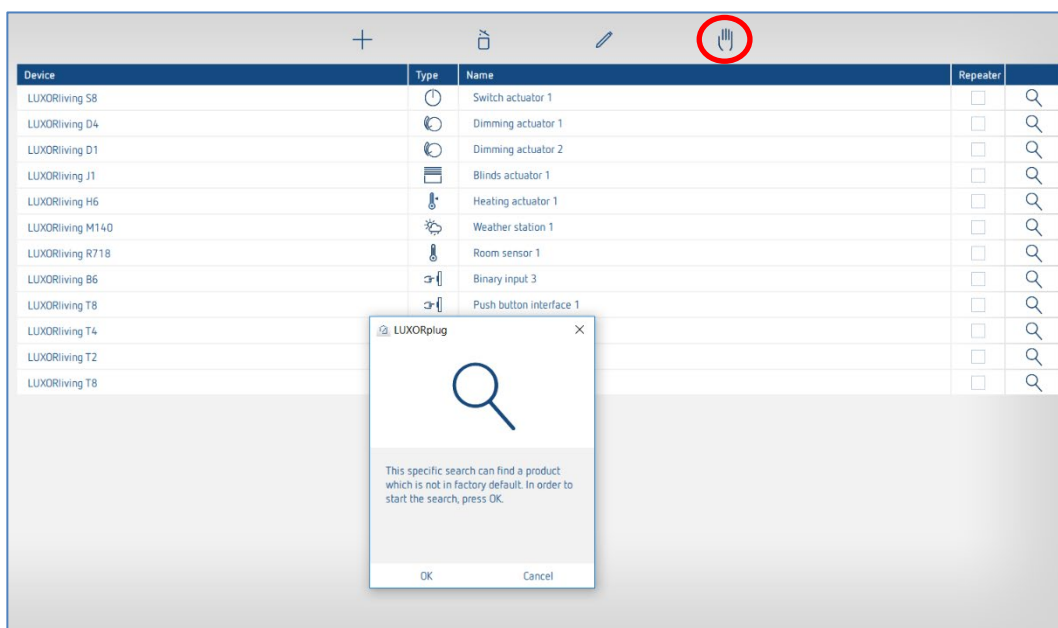 Device Type Name Repeater
LUXORliving S8 Switch actuator 1
LUXORliving D4 Dimming actuator 1
LUXORliving D1 Dimming actuator 2
LUXORliving J1 Blinds actuator 1
LUXORliving H6 Heating actuator 1
LUXORliving M140 Weather station 1
LUXORliving R718 Room sensor 1
LUXORliving B6 Binary input 3
LUXORliving T8 Push button interface 1
LUXORliving T4
LUXORliving T2
LUXORliving T8
LUXORplug
This specific search can find a product
which is not in factory default. In order to
start the search, press OK.
OK Cancel